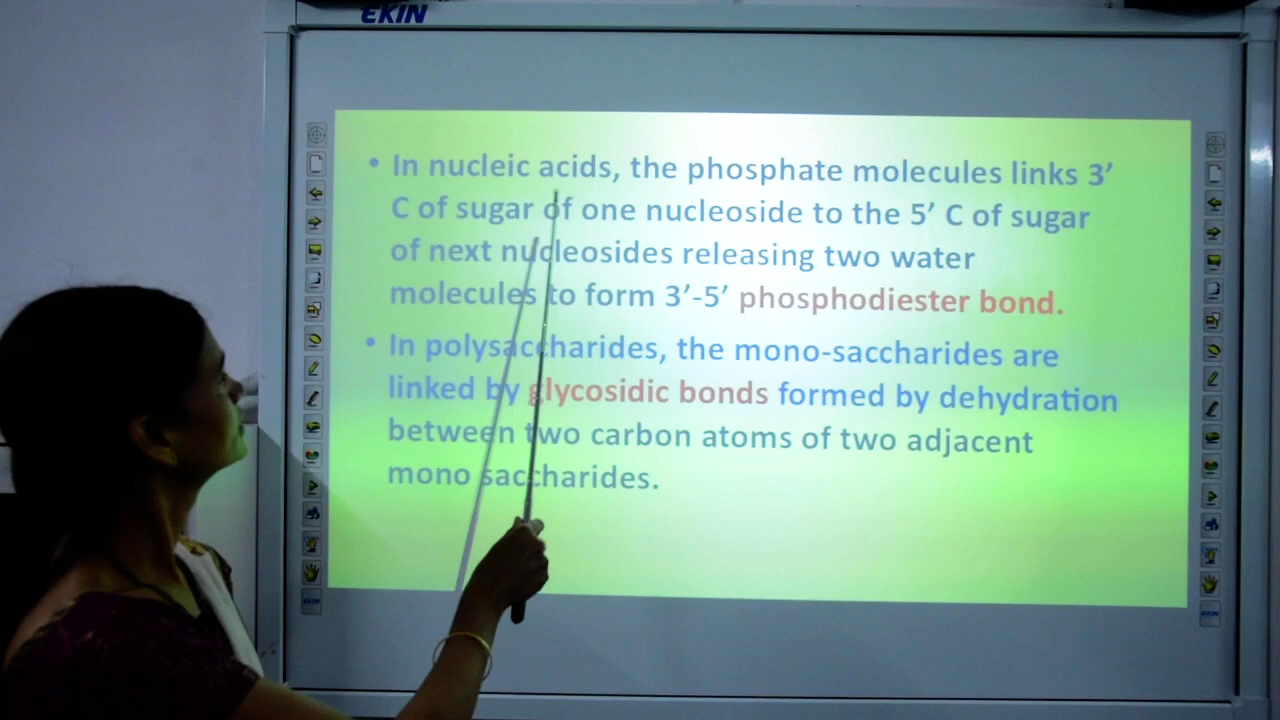 EKIN
• In nucleic acids, the phosphate molecules links 3′
C of sugar of one nucleoside to the 5′ C of sugar
of next nucleosides releasing two water
molecules to form 3′-5′ phosphodiester bond.
• In polysaccharides, the mono-saccharides are
linked by glycosidic bonds formed by dehydration
between two carbon atoms of two adjacent
mono saccharides.
EKIN
EKIN